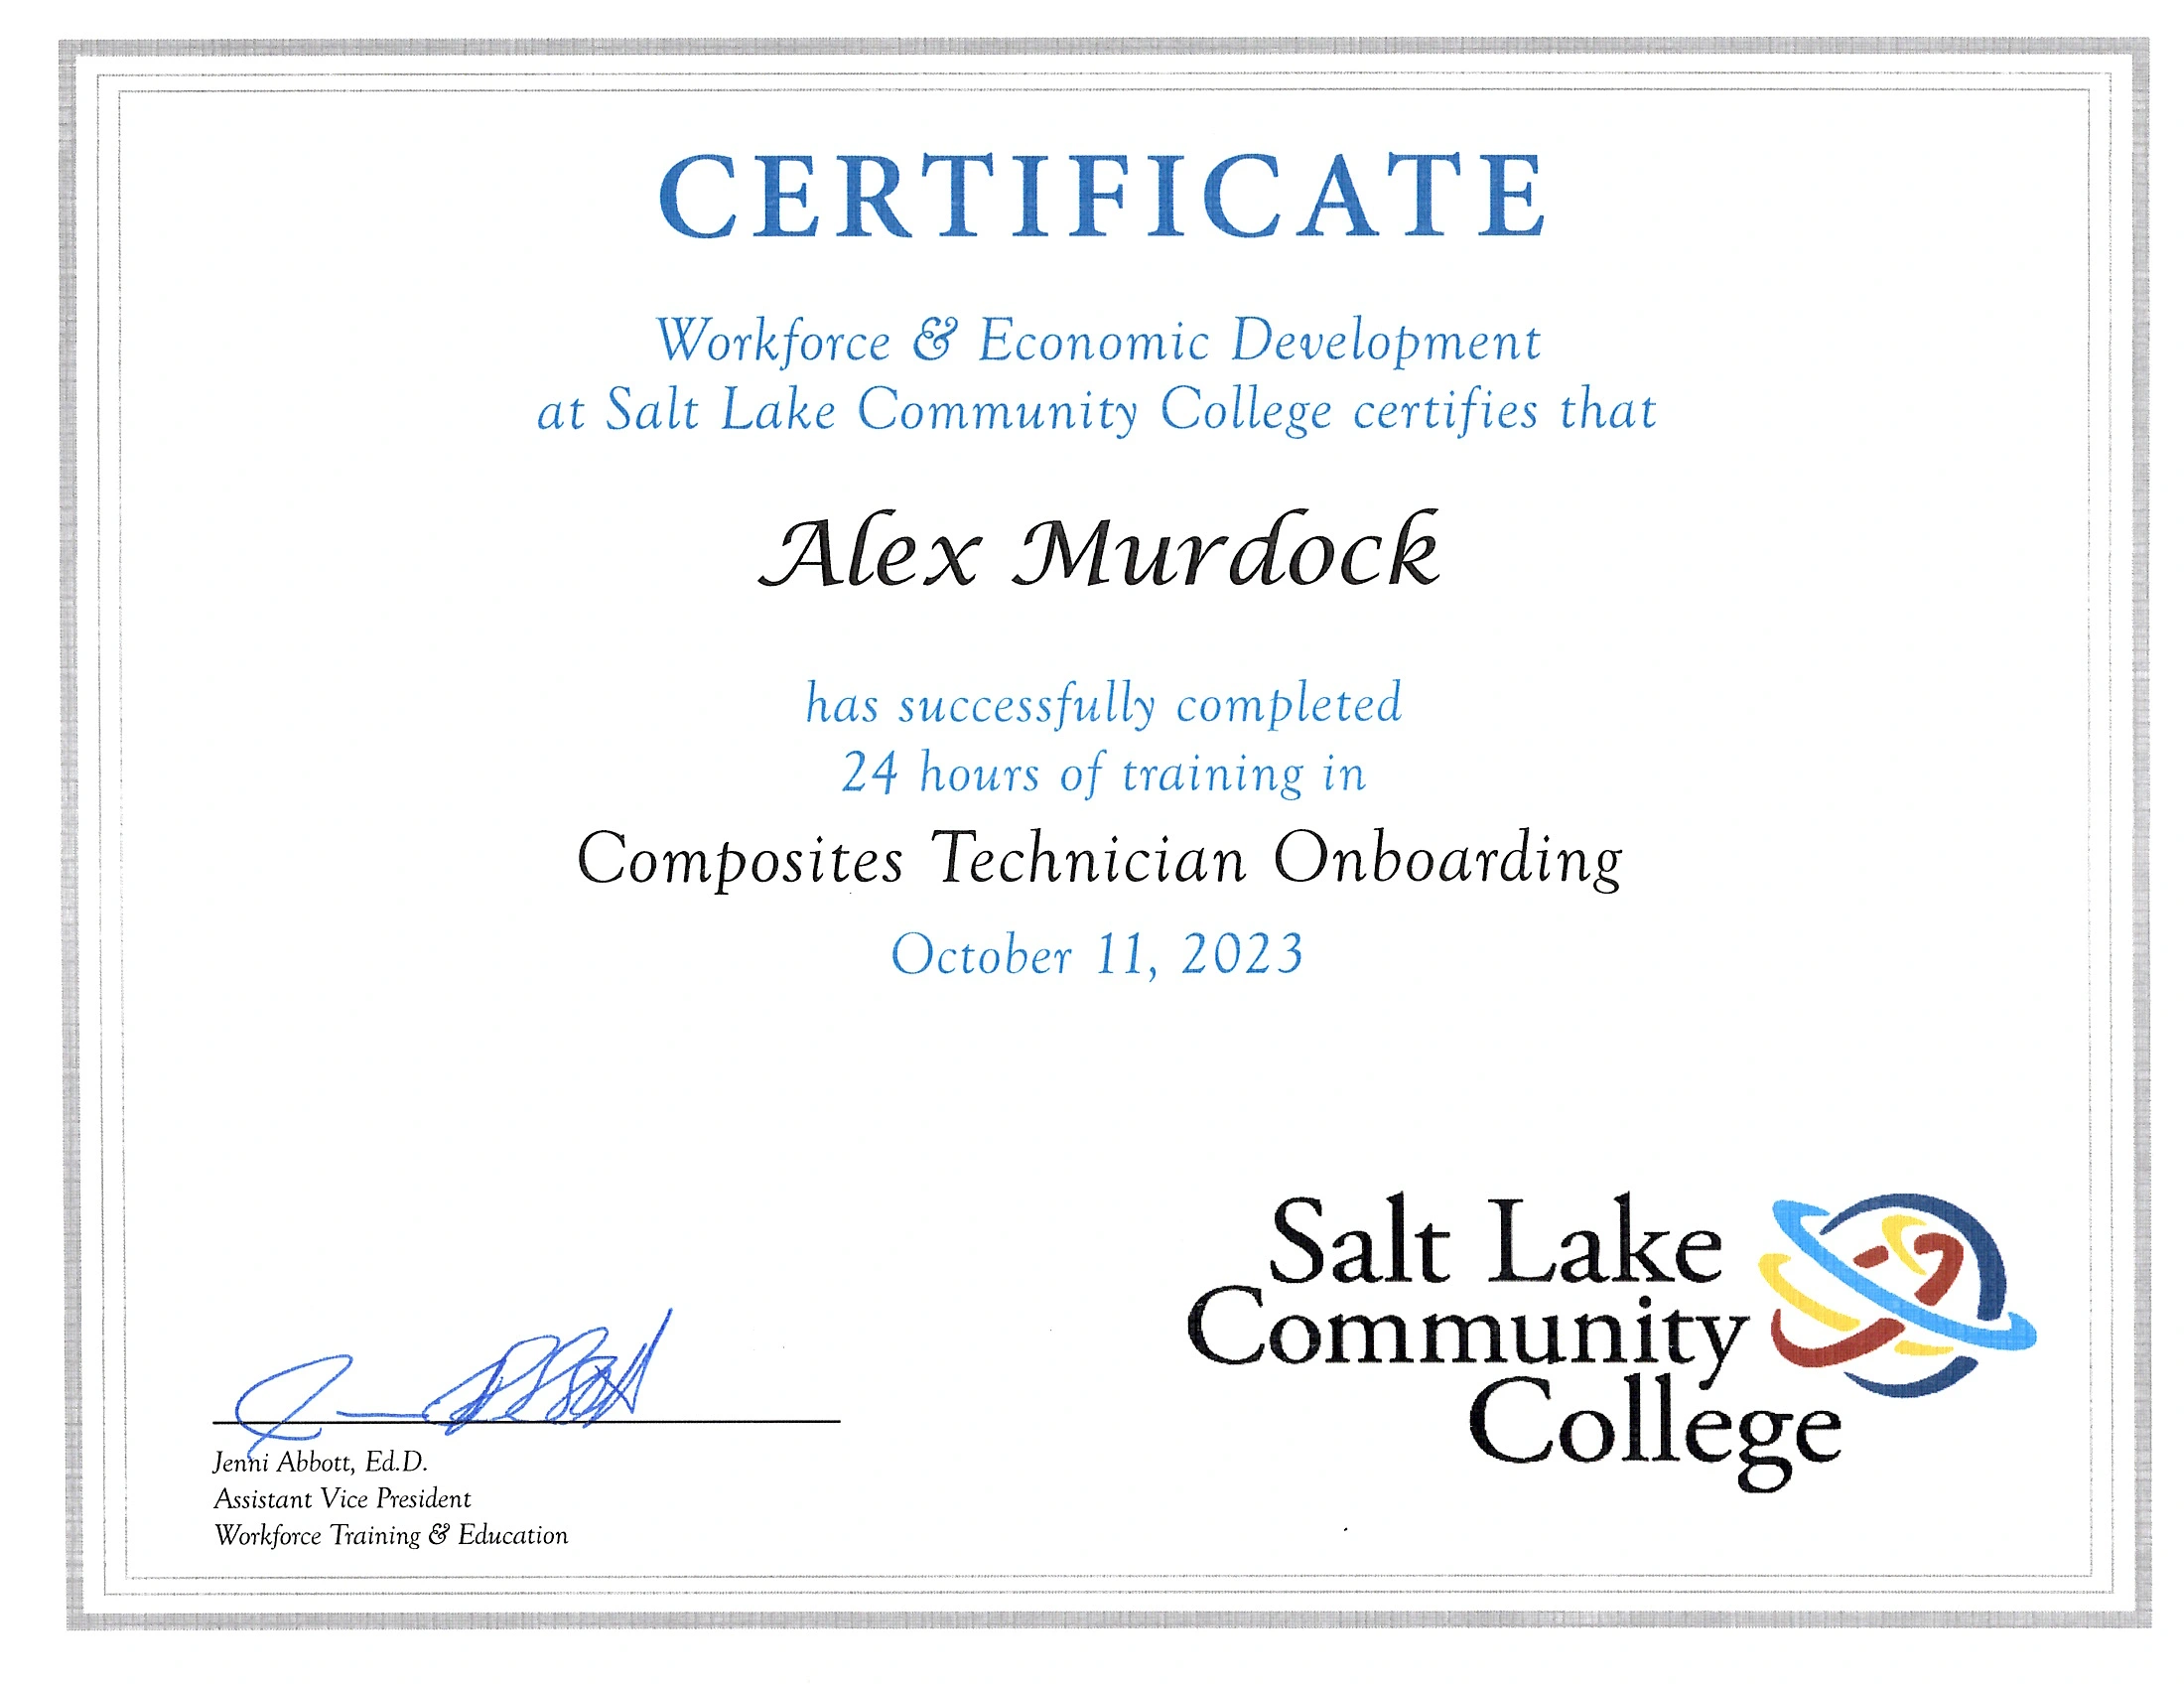 CERTIFICATE
Workforce & Economic Development
at Salt Lake Community College certifies that
Alex Murdock
has successfully completed
24 hours of training in
Composites Technician Onboarding
October 11, 2023
Jenni Abbott, Ed.D.
Assistant Vice President
Workforce Training & Education
Salt Lake
Community
College